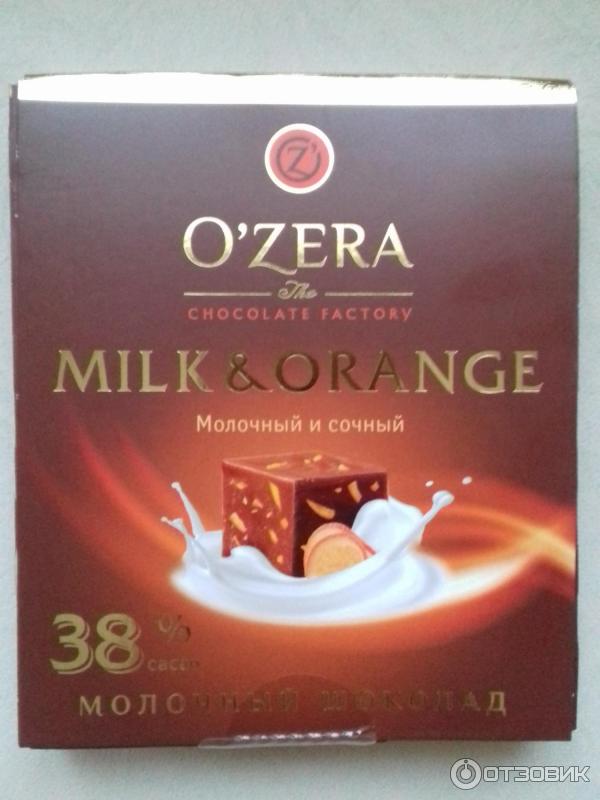 O'ZERA
The
CHOCOLATE FACTORY
MILK & ORANGE
Молочный и сочный
38 %
cacao
МОЛОЧНЫЙ ШОКОЛАД
ОТЗОВИК